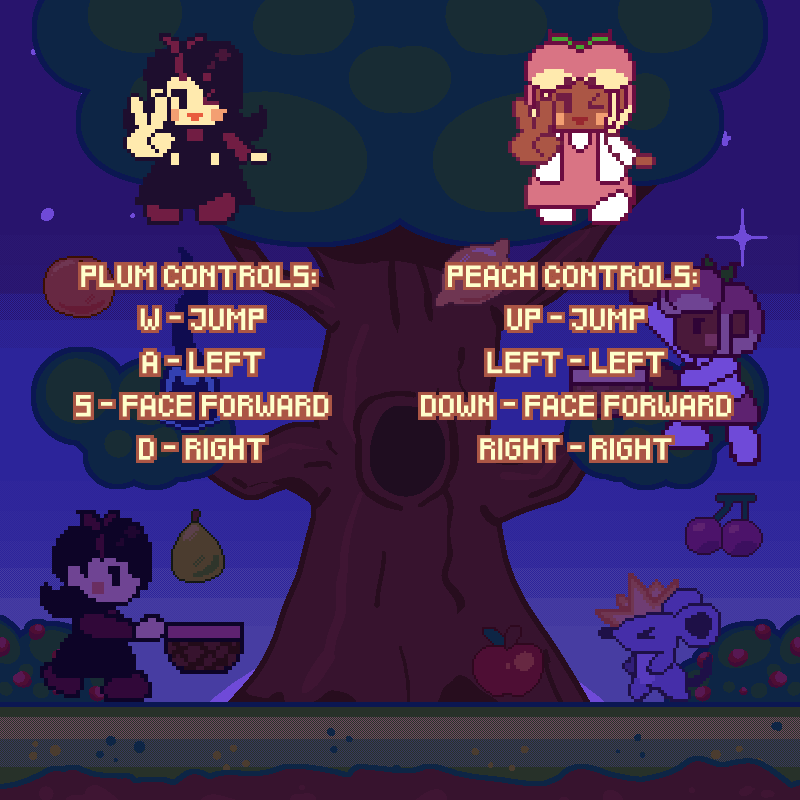 PLUM CONTROLS:
W - JUMP
A - LEFT
S - FACE FORWARD
D - RIGHT
PEACH CONTROLS:
UP - JUMP
LEFT - LEFT
DOWN - FACE FORWARD
RIGHT - RIGHT